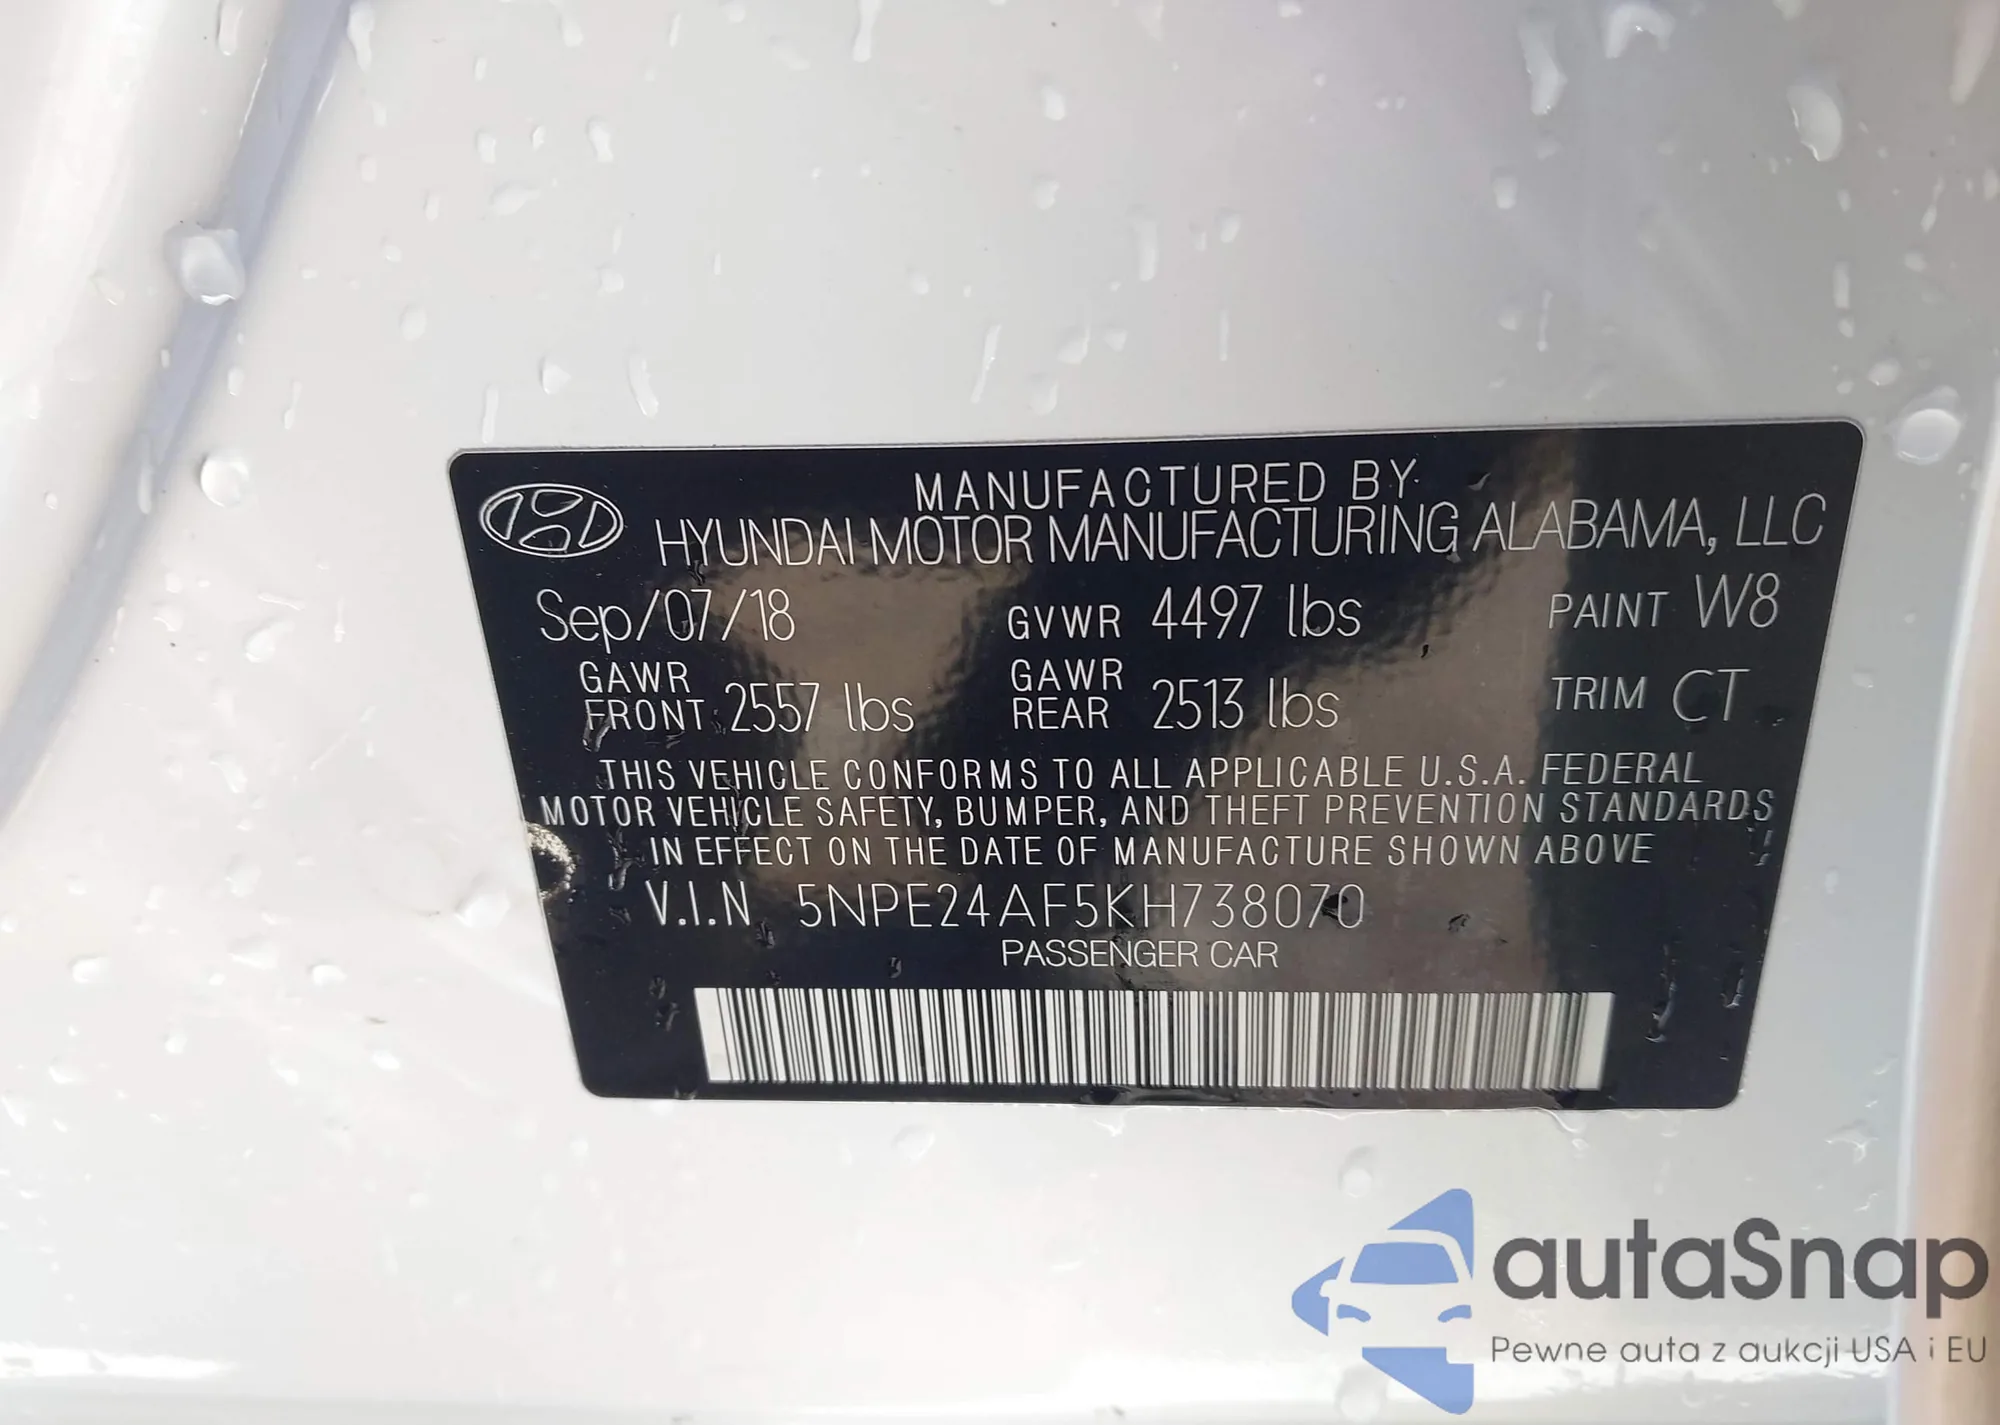 MANUFACTURED BY
HYUNDAI MOTOR MANUFACTURING ALABAMA, LLC
Sep/07/18 GVWR 4497 lbs PAINT W8
GAWR FRONT 2557 lbs GAWR REAR 2513 lbs TRIM CT
THIS VEHICLE CONFORMS TO ALL APPLICABLE U.S.A. FEDERAL
MOTOR VEHICLE SAFETY, BUMPER, AND THEFT PREVENTION STANDARDS
IN EFFECT ON THE DATE OF MANUFACTURE SHOWN ABOVE
V.I.N 5NPE24AF5KH738070
PASSENGER CAR
autaSnap
Pewne auta z aukcji USA i EU